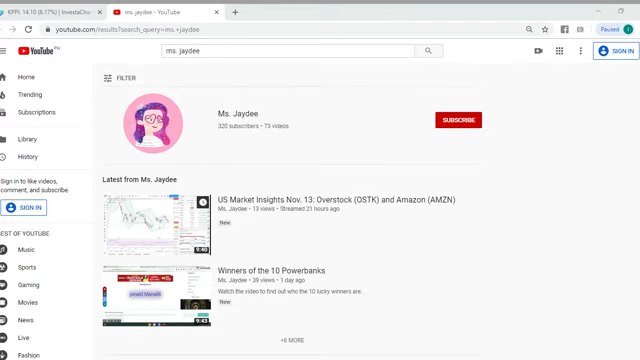 KPPI: 14.10 (6.17%) | InvestaCha
ms. jaydee - YouTube
youtube.com/results?search_query=ms.+jaydee
Paused
YouTube PH
ms. jaydee
SIGN IN
Home
Trending
Subscriptions
Library
History
Sign in to like videos,
comment, and subscribe.
SIGN IN
EST OF YOUTUBE
Music
Sports
Gaming
Movies
News
Live
Fashion
FILTER
Ms. Jaydee
320 subscribers • 73 videos
SUBSCRIBE
Latest from Ms. Jaydee
9:40
US Market Insights Nov. 13: Overstock (OSTK) and Amazon (AMZN)
Ms. Jaydee • 13 views • Streamed 21 hours ago
New
9:43
Winners of the 10 Powerbanks
Ms. Jaydee • 39 views • 1 day ago
Watch the video to find out who the 10 lucky winners are.
New
+8 MORE